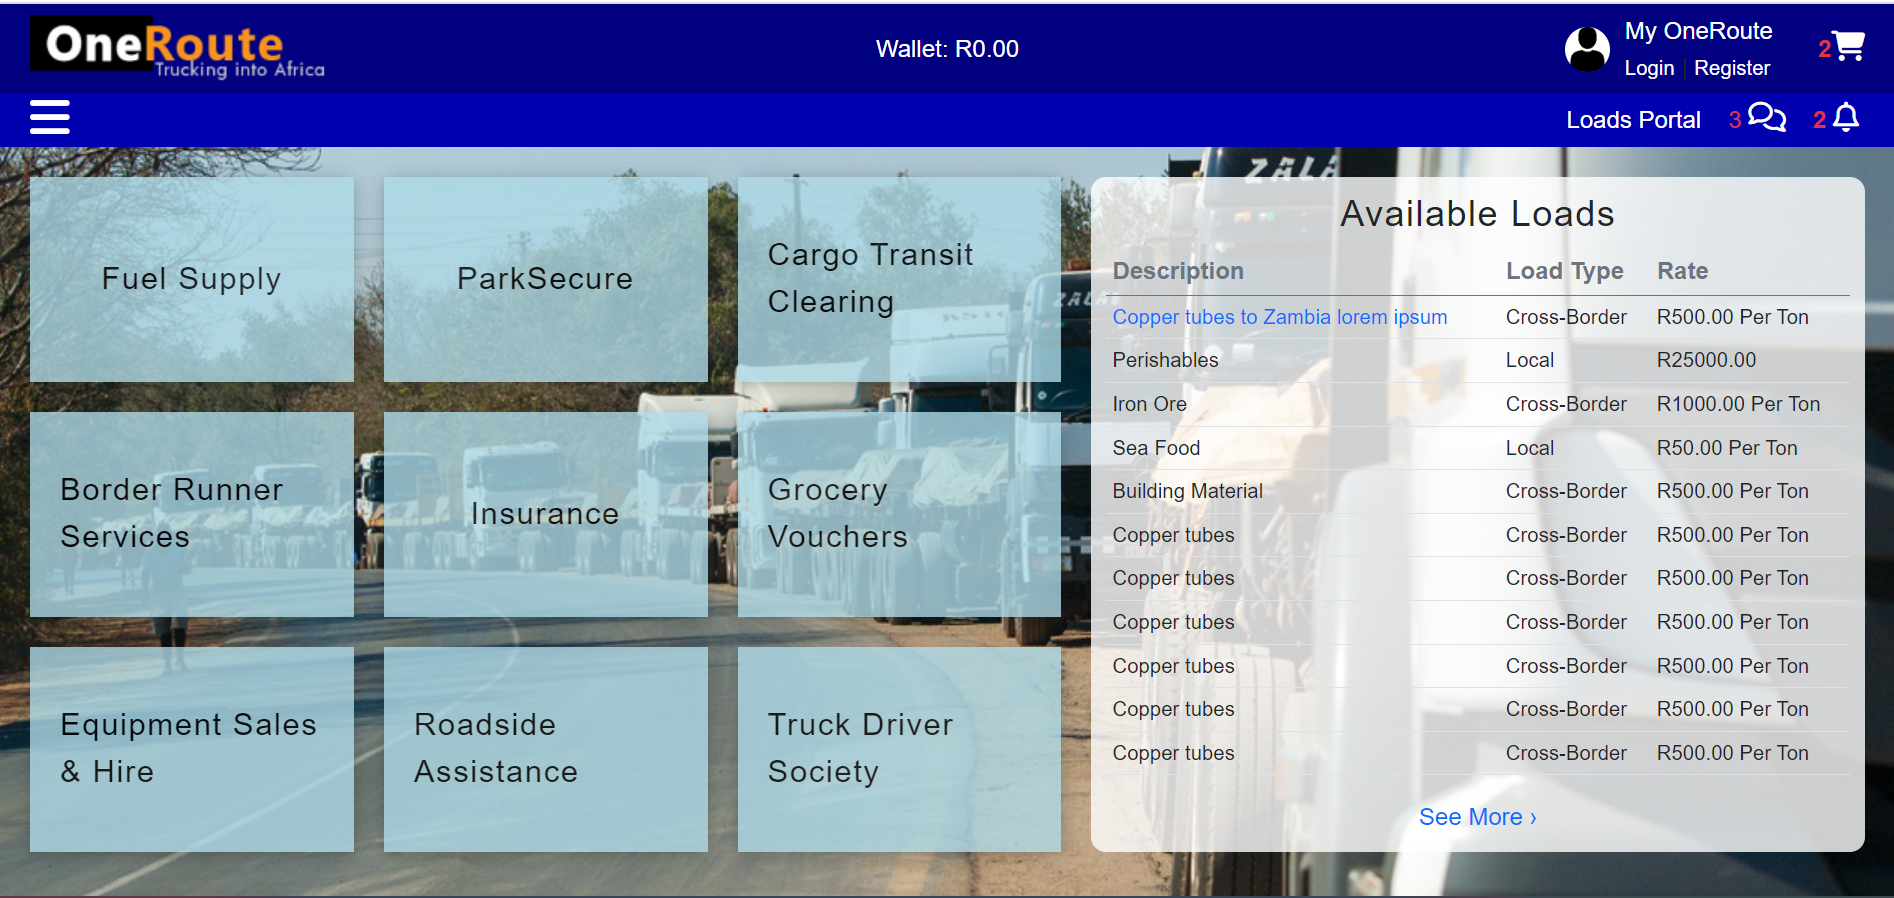 OneRoute
Trucking into Africa
Wallet: R0.00
My OneRoute
Login | Register
2
Loads Portal
3
2
Fuel Supply
ParkSecure
Cargo Transit
Clearing
Border Runner
Services
Insurance
Grocery
Vouchers
Equipment Sales
& Hire
Roadside
Assistance
Truck Driver
Society
ZALA
ZALA
Available Loads
Description Load Type Rate
Copper tubes to Zambia lorem ipsum Cross-Border R500.00 Per Ton
Perishables Local R25000.00
Iron Ore Cross-Border R1000.00 Per Ton
Sea Food Local R50.00 Per Ton
Building Material Cross-Border R500.00 Per Ton
Copper tubes Cross-Border R500.00 Per Ton
Copper tubes Cross-Border R500.00 Per Ton
Copper tubes Cross-Border R500.00 Per Ton
Copper tubes Cross-Border R500.00 Per Ton
Copper tubes Cross-Border R500.00 Per Ton
Copper tubes Cross-Border R500.00 Per Ton
See More ›